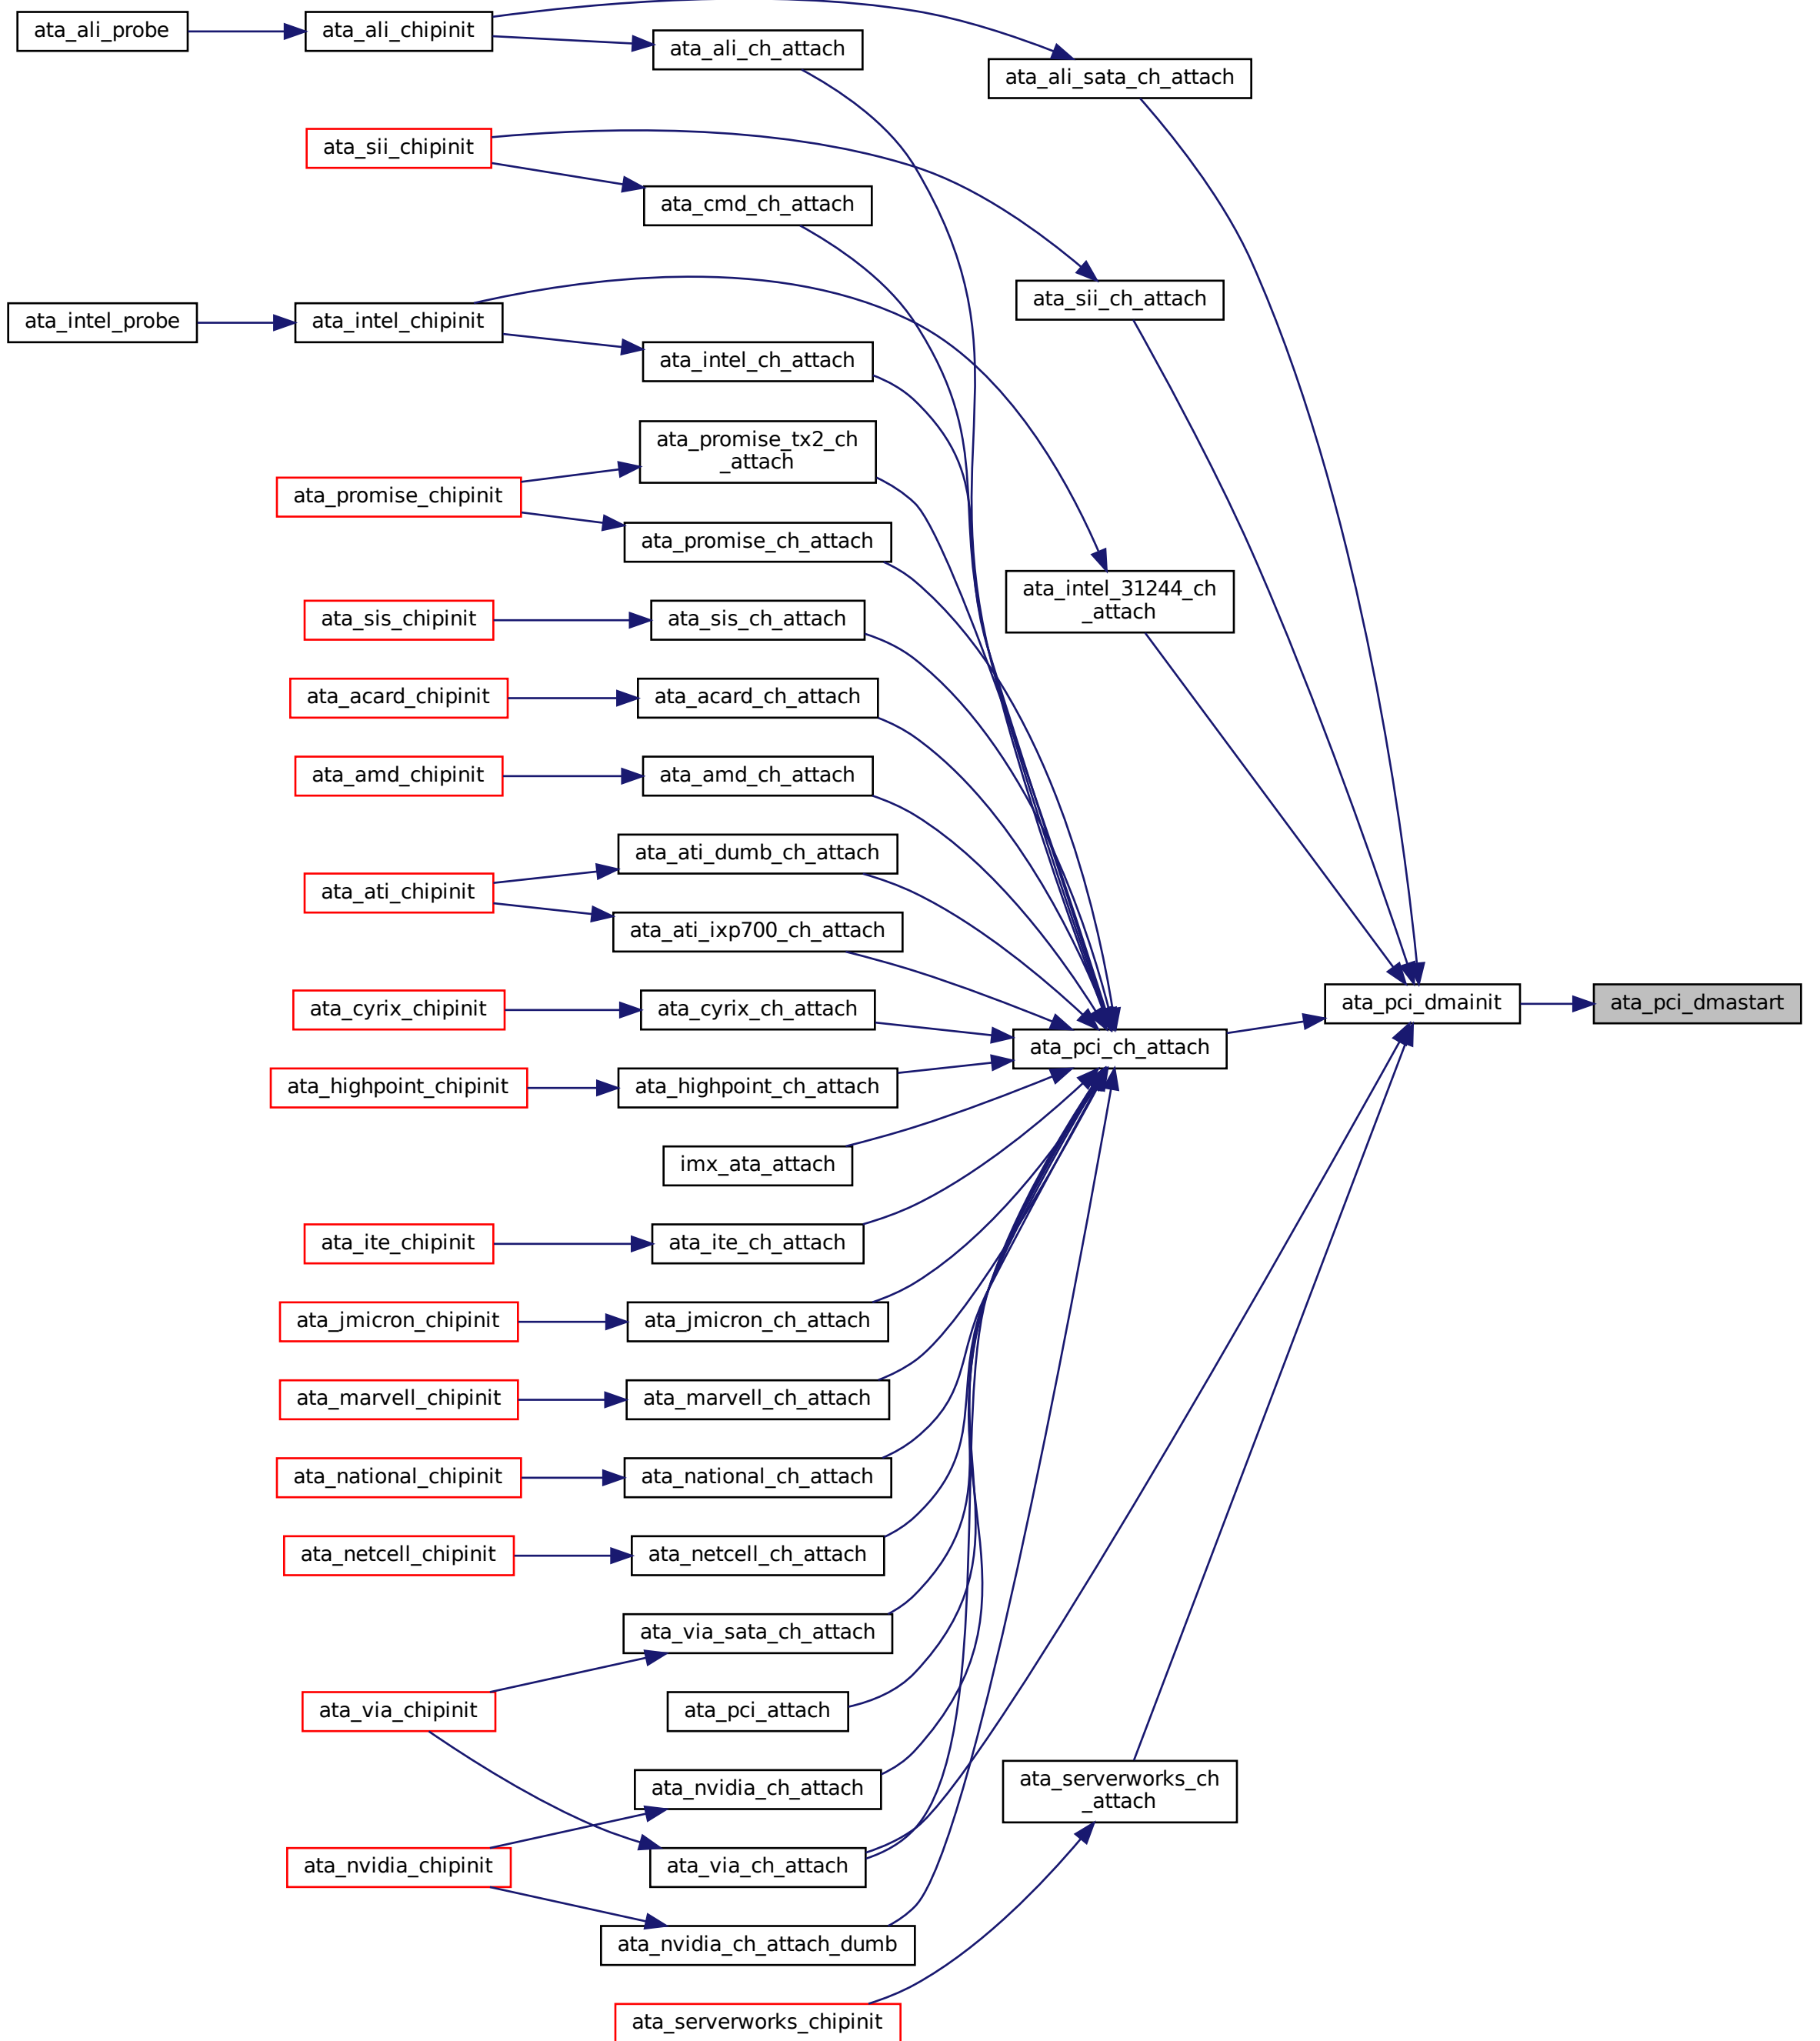 ata_ali_probe
ata_ali_chipinit
ata_ali_ch_attach
ata_ali_sata_ch_attach
ata_sii_chipinit
ata_cmd_ch_attach
ata_sii_ch_attach
ata_intel_probe
ata_intel_chipinit
ata_intel_ch_attach
ata_promise_tx2_ch
_attach
ata_promise_chipinit
ata_promise_ch_attach
ata_intel_31244_ch
_attach
ata_sis_chipinit
ata_sis_ch_attach
ata_acard_chipinit
ata_acard_ch_attach
ata_amd_chipinit
ata_amd_ch_attach
ata_ati_dumb_ch_attach
ata_ati_chipinit
ata_ati_ixp700_ch_attach
ata_cyrix_chipinit
ata_cyrix_ch_attach
ata_pci_dmainit
ata_pci_dmastart
ata_pci_ch_attach
ata_highpoint_chipinit
ata_highpoint_ch_attach
imx_ata_attach
ata_ite_chipinit
ata_ite_ch_attach
ata_jmicron_chipinit
ata_jmicron_ch_attach
ata_marvell_chipinit
ata_marvell_ch_attach
ata_national_chipinit
ata_national_ch_attach
ata_netcell_chipinit
ata_netcell_ch_attach
ata_via_sata_ch_attach
ata_via_chipinit
ata_pci_attach
ata_nvidia_ch_attach
ata_serverworks_ch
_attach
ata_nvidia_chipinit
ata_via_ch_attach
ata_nvidia_ch_attach_dumb
ata_serverworks_chipinit